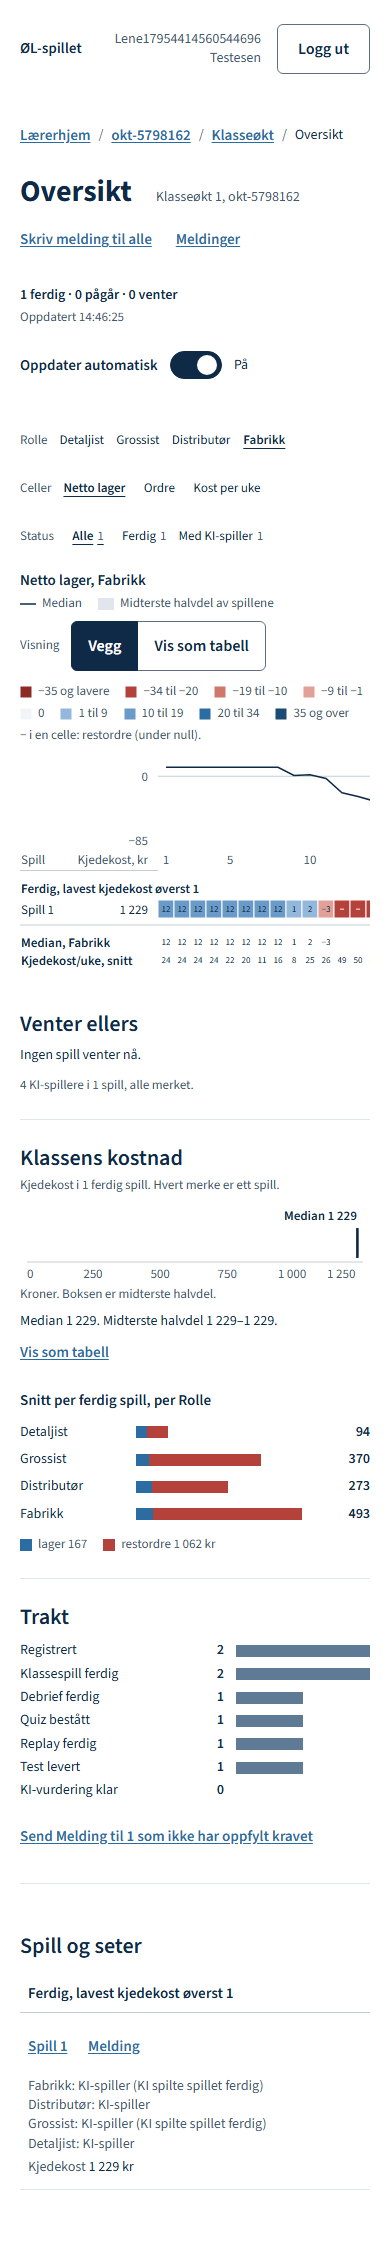 ØL-spillet
Lene17954414560544696
Testesen
Logg ut
Lærerhjem / okt-5798162 / Klasseøkt / Oversikt
Oversikt Klasseøkt 1, okt-5798162
Skriv melding til alle Meldinger
1 ferdig · 0 pågår · 0 venter
Oppdatert 14:46:25
Oppdater automatisk På
Rolle Detaljist Grossist Distributør Fabrikk
Celler Netto lager Ordre Kost per uke
Status Alle 1 Ferdig 1 Med KI-spiller 1
Netto lager, Fabrikk
Median Midterste halvdel av spillene
Visning Vegg Vis som tabell
−35 og lavere −34 til −20 −19 til −10 −9 til −1
0 1 til 9 10 til 19 20 til 34 35 og over
− i en celle: restordre (under null).
0
−85
Spill Kjedekost, kr 1 5 10
Ferdig, lavest kjedekost øverst 1
Spill 1 1 229 12 12 12 12 12 12 12 12 1 2 −3 − −
Median, Fabrikk 12 12 12 12 12 12 12 12 1 2 −3
Kjedekost/uke, snitt 24 24 24 24 22 20 11 16 8 25 26 49 50
Venter ellers
Ingen spill venter nå.
4 KI-spillere i 1 spill, alle merket.
Klassens kostnad
Kjedekost i 1 ferdig spill. Hvert merke er ett spill.
Median 1 229
0 250 500 750 1 000 1 250
Kroner. Boksen er midterste halvdel.
Median 1 229. Midterste halvdel 1 229–1 229.
Vis som tabell
Snitt per ferdig spill, per Rolle
Detaljist 94
Grossist 370
Distributør 273
Fabrikk 493
lager 167 restordre 1 062 kr
Trakt
Registrert 2
Klassespill ferdig 2
Debrief ferdig 1
Quiz bestått 1
Replay ferdig 1
Test levert 1
KI-vurdering klar 0
Send Melding til 1 som ikke har oppfylt kravet
Spill og seter
Ferdig, lavest kjedekost øverst 1
Spill 1 Melding
Fabrikk: KI-spiller (KI spilte spillet ferdig)
Distributør: KI-spiller
Grossist: KI-spiller (KI spilte spillet ferdig)
Detaljist: KI-spiller
Kjedekost 1 229 kr